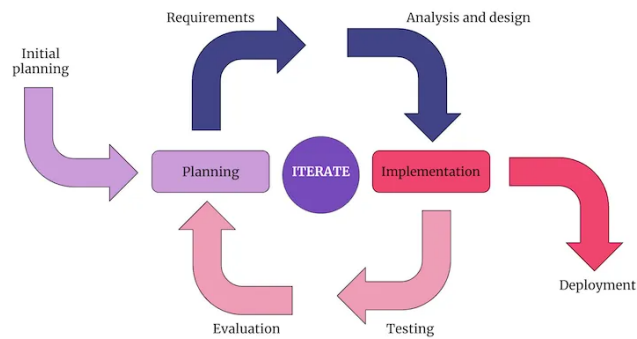 Requirements
Analysis and design
Initial
planning
Planning
ITERATE
Implementation
Deployment
Evaluation
Testing